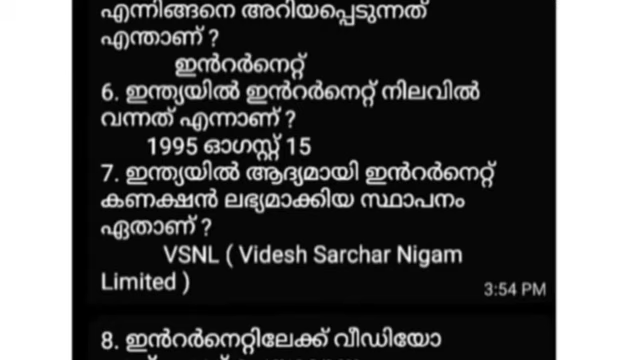 എന്നിങ്ങനെ അറിയപ്പെടുന്നത്
എന്താണ് ?
ഇൻറർനെറ്റ്
6. ഇന്ത്യയിൽ ഇൻറർനെറ്റ് നിലവിൽ
വന്നത് എന്നാണ് ?
1995 ഓഗസ്റ്റ് 15
7. ഇന്ത്യയിൽ ആദ്യമായി ഇൻറർനെറ്റ്
കണക്ഷൻ ലഭ്യമാക്കിയ സ്ഥാപനം
ഏതാണ് ?
VSNL ( Videsh Sarchar Nigam
Limited )
3:54 PM
8. ഇൻറർനെറ്റിലേക്ക് വീഡിയോ